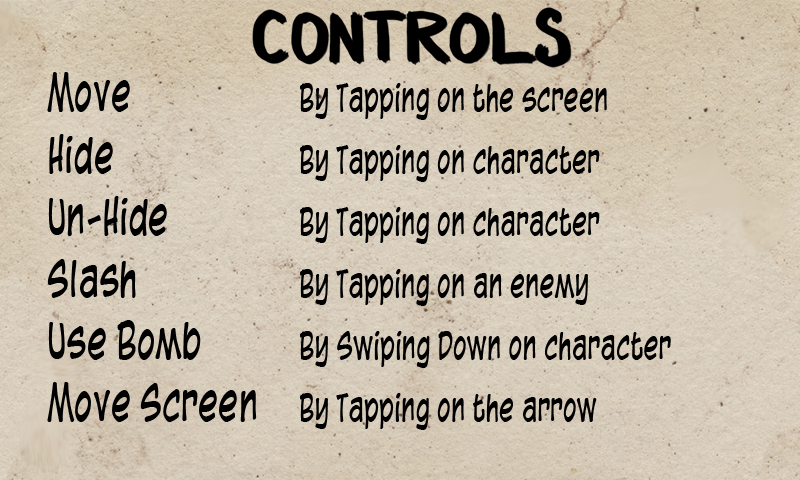 CONTROLS
Move By Tapping on the screen
Hide By Tapping on character
Un-Hide By Tapping on character
Slash By Tapping on an enemy
Use Bomb By Swiping Down on character
Move Screen By Tapping on the arrow